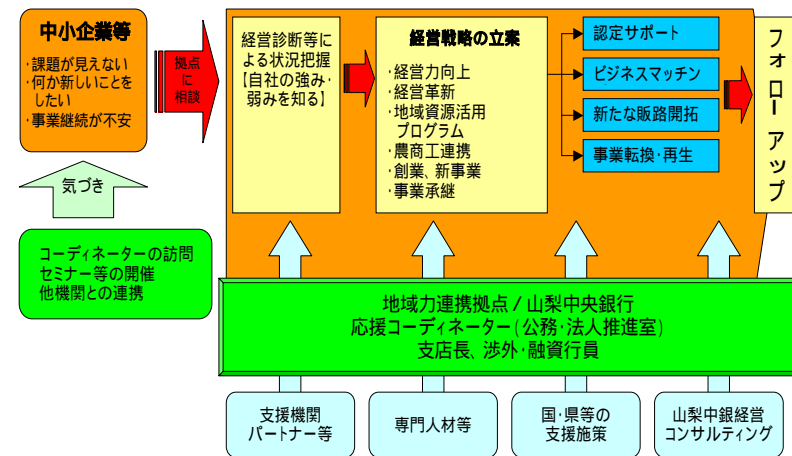 中小企業等
・課題が見えない
・何か新しいことを
したい
・事業継続が不安
拠点
に
相談
経営診断等に
よる状況把握
【自社の強み・
弱みを知る】
経営戦略の立案
・経営力向上
・経営革新
・地域資源活用
プログラム
・農商工連携
・創業、新事業
・事業承継
認定サポート
ビジネスマッチン
新たな販路開拓
事業転換・再生
フォローアップ
気づき
コーディネーターの訪問
セミナー等の開催
他機関との連携
地域力連携拠点 / 山梨中央銀行
応援コーディネーター(公務・法人推進室)
支店長、渉外・融資行員
支援機関
パートナー等
専門人材等
国・県等の
支援施策
山梨中銀経営
コンサルティング